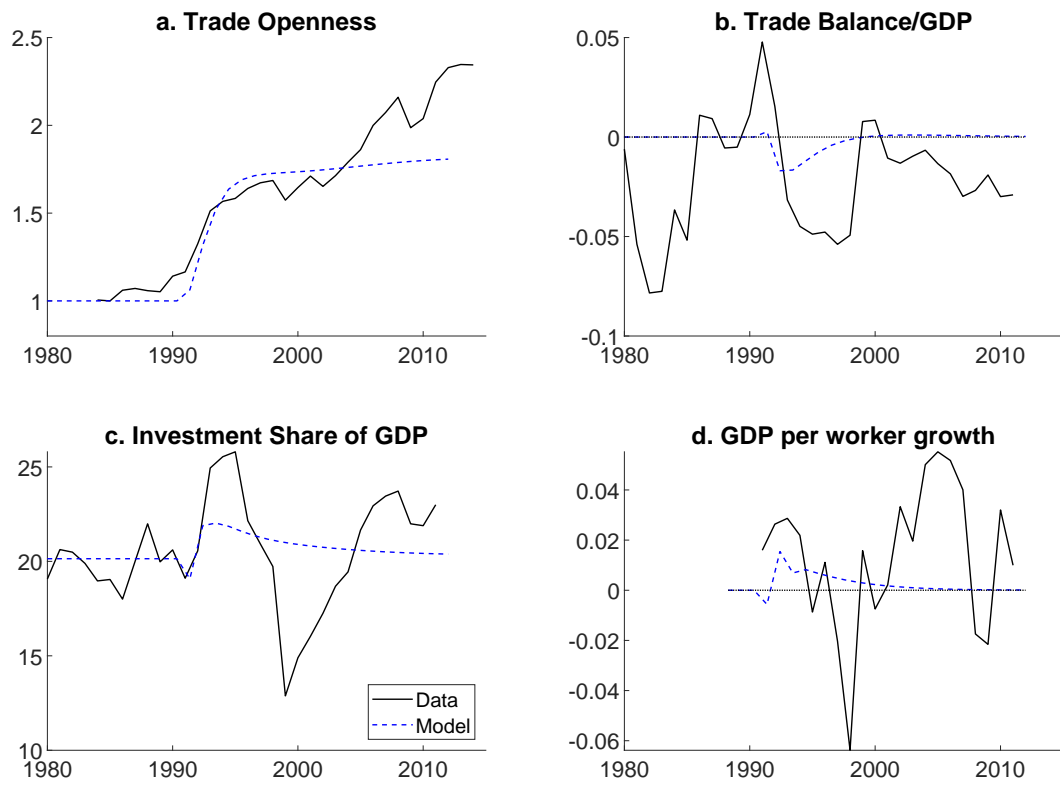 a. Trade Openness
2.5
2
1.5
1
1980 1990 2000 2010
b. Trade Balance/GDP
0.05
0
-0.05
-0.1
1980 1990 2000 2010
c. Investment Share of GDP
25
20
15
10
1980 1990 2000 2010
Data
Model
d. GDP per worker growth
0.04
0.02
0
-0.02
-0.04
-0.06
1980 1990 2000 2010